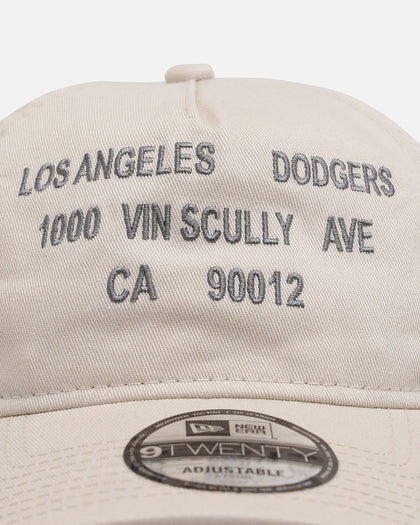 LOS ANGELES DODGERS
1000 VIN SCULLY AVE
CA 90012
NEW ERA
9TWENTY
ADJUSTABLE